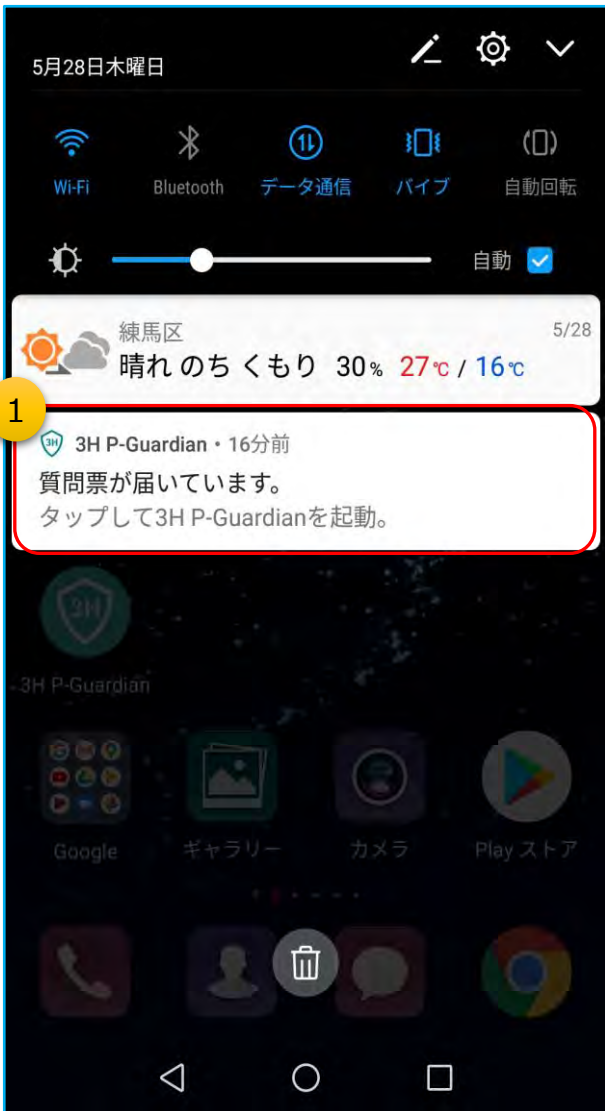 5月28日木曜日
Wi-Fi Bluetooth データ通信 バイブ 自動回転
自動
練馬区 5/28
晴れ のち くもり 30% 27℃ / 16℃
1
3H 3H P-Guardian・16分前
質問票が届いています。
タップして3H P-Guardianを起動。
3H
3H P-Guardian
Google ギャラリー カメラ Play ストア